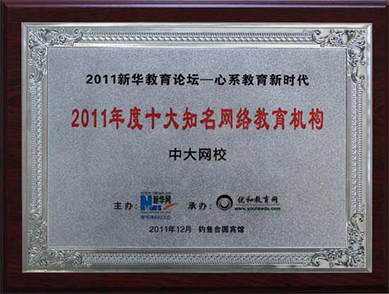 2011新华教育论坛—心系教育新时代
2011年度十大知名网络教育机构
中大网校
主办: NEWS 新华网 承办: 优和教育网
www.youheedu.com
2011年12月 钓鱼台国宾馆